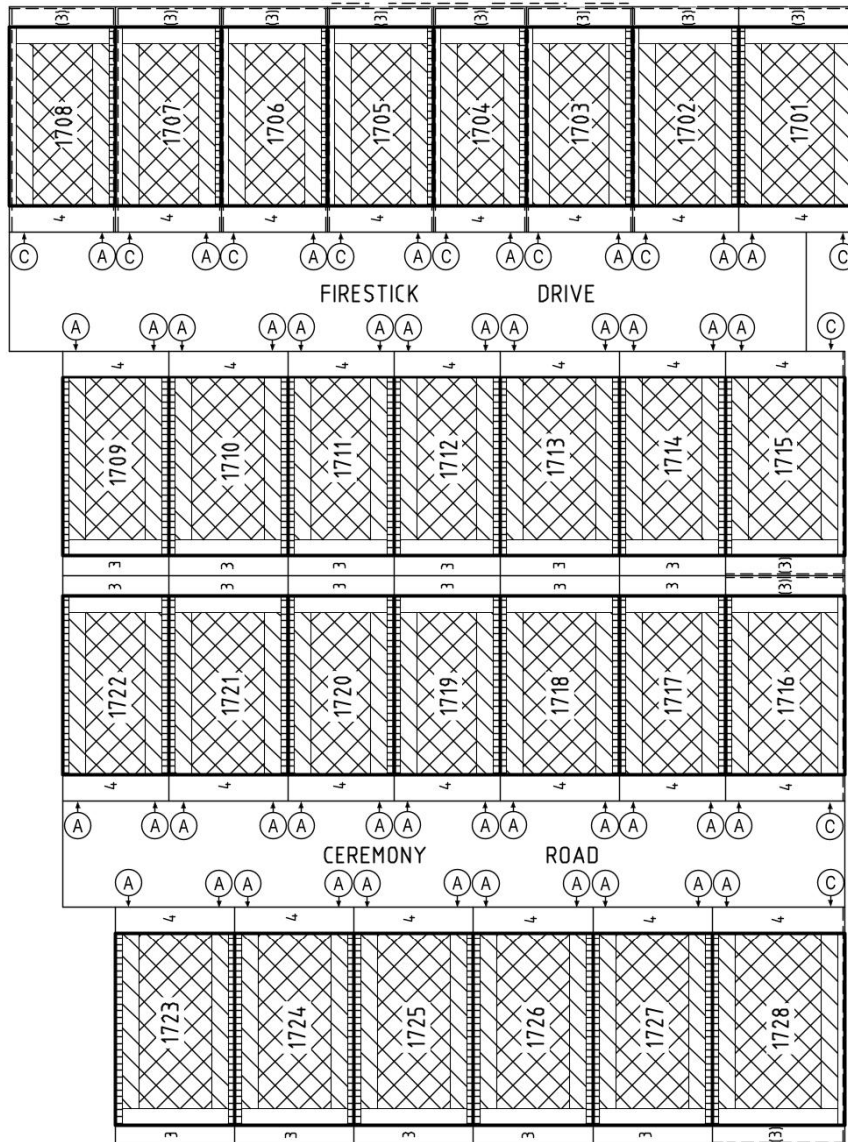 (3) (3) (3) (3) (3) (3) (3) (3)
1708 1707 1706 1705 1704 1703 1702 1701
4 4 4 4 4 4 4 4
C A C A C A C A C A C A C A A C
FIRESTICK DRIVE
A A A A A A A A A A A A A C
4 4 4 4 4 4 4
1709 1710 1711 1712 1713 1714 1715
3 3 3 3 3 3 (3)
3 3 3 3 3 3 (3)
1722 1721 1720 1719 1718 1717 1716
4 4 4 4 4 4 4
A A A A A A A A A A A A A C
CEREMONY ROAD
A A A A A A A A A A A C
4 4 4 4 4 4
1723 1724 1725 1726 1727 1728
3 3 3 3 3 (3)